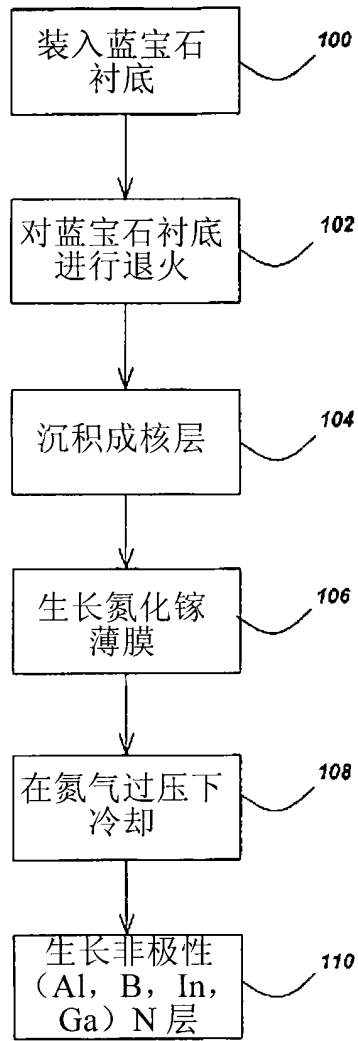 装入蓝宝石
衬底
100
对蓝宝石衬底
进行退火
102
沉积成核层
104
生长氮化镓
薄膜
106
在氮气过压下
冷却
108
生长非极性
（Al，B，In，
Ga）N 层
110